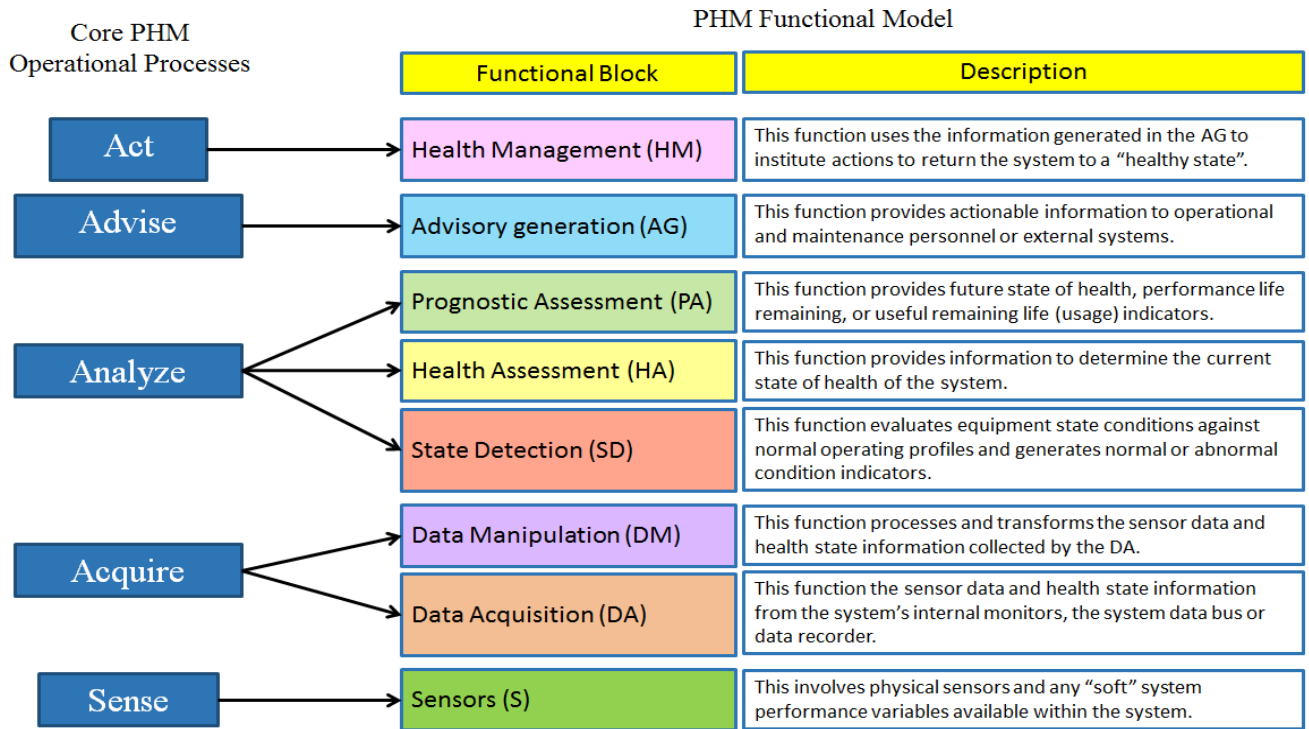 Core PHM
Operational Processes
PHM Functional Model
Functional Block
Description
Act
Health Management (HM)
This function uses the information generated in the AG to
institute actions to return the system to a “healthy state”.
Advise
Advisory generation (AG)
This function provides actionable information to operational
and maintenance personnel or external systems.
Analyze
Prognostic Assessment (PA)
This function provides future state of health, performance life
remaining, or useful remaining life (usage) indicators.
Health Assessment (HA)
This function provides information to determine the current
state of health of the system.
State Detection (SD)
This function evaluates equipment state conditions against
normal operating profiles and generates normal or abnormal
condition indicators.
Acquire
Data Manipulation (DM)
This function processes and transforms the sensor data and
health state information collected by the DA.
Data Acquisition (DA)
This function the sensor data and health state information
from the system’s internal monitors, the system data bus or
data recorder.
Sense
Sensors (S)
This involves physical sensors and any “soft” system
performance variables available within the system.